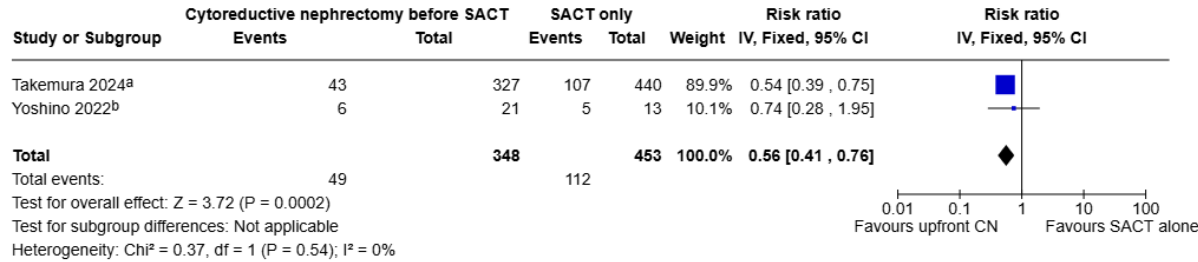 Cytoreductive nephrectomy before SACT SACT only Risk ratio Risk ratio
Study or Subgroup Events Total Events Total Weight IV, Fixed, 95% CI IV, Fixed, 95% CI
Takemura 2024ᵃ 43 327 107 440 89.9% 0.54 [0.39 , 0.75]
Yoshino 2022ᵇ 6 21 5 13 10.1% 0.74 [0.28 , 1.95]
Total 348 453 100.0% 0.56 [0.41 , 0.76]
Total events: 49 112
Test for overall effect: Z = 3.72 (P = 0.0002) 0.01 0.1 1 10 100
Test for subgroup differences: Not applicable Favours upfront CN Favours SACT alone
Heterogeneity: Chi² = 0.37, df = 1 (P = 0.54); I² = 0%